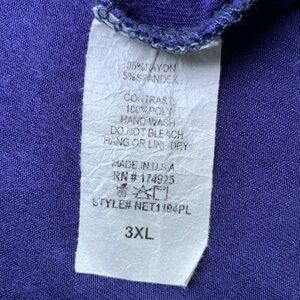 95% RAYON
5% SPANDEX
CONTRAST:
100% POLY
HAND WASH
DO NOT BLEACH
HANG OR LINE DRY
MADE IN U.S.A
RN # 174925
STYLE# NET1194PL
3XL